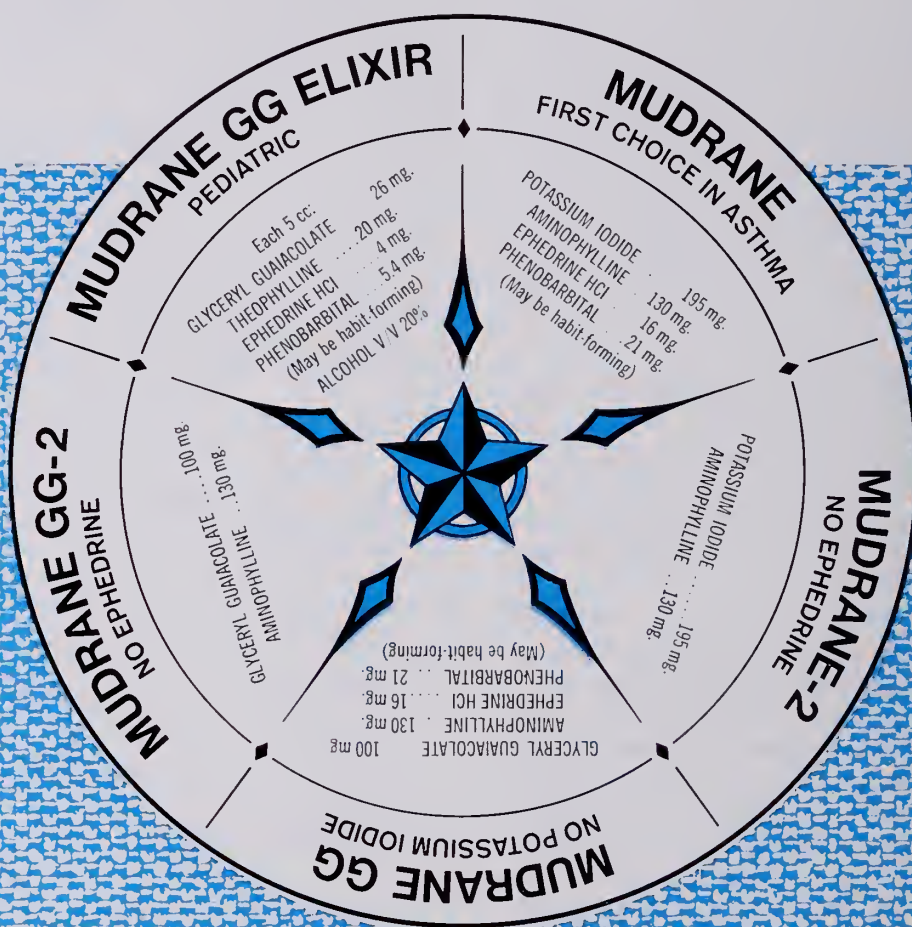 MUDRANE
FIRST CHOICE IN ASTHMA
POTASSIUM IODIDE . 195 mg.
AMINOPHYLLINE . . . . 130 mg.
EPHEDRINE HCl . 16 mg.
PHENOBARBITAL . . . . 21 mg.
(May be habit-forming)
MUDRANE-2
NO EPHEDRINE
POTASSIUM IODIDE . . . . . . 195 mg.
AMINOPHYLLINE . 130 mg.
MUDRANE GG
NO POTASSIUM IODIDE
GLYCERYL GUAIACOLATE 100 mg
AMINOPHYLLINE . 130 mg.
EPHEDRINE HCI . . . . 16 mg
PHENOBARBITAL . . . 21 mg.
(May be habit-forming)
MUDRANE GG-2
NO EPHEDRINE
GLYCERYL GUAIACOLATE . . . . 100 mg.
AMINOPHYLLINE . 130 mg.
MUDRANE GG ELIXIR
PEDIATRIC
Each 5 cc:
GLYCERYL GUAIACOLATE 26 mg.
THEOPHYLLINE . . . . 20 mg.
EPHEDRINE HCl 4 mg.
PHENOBARBITAL . . . 5.4 mg.
(May be habit-forming)
ALCOHOL V/V 20%